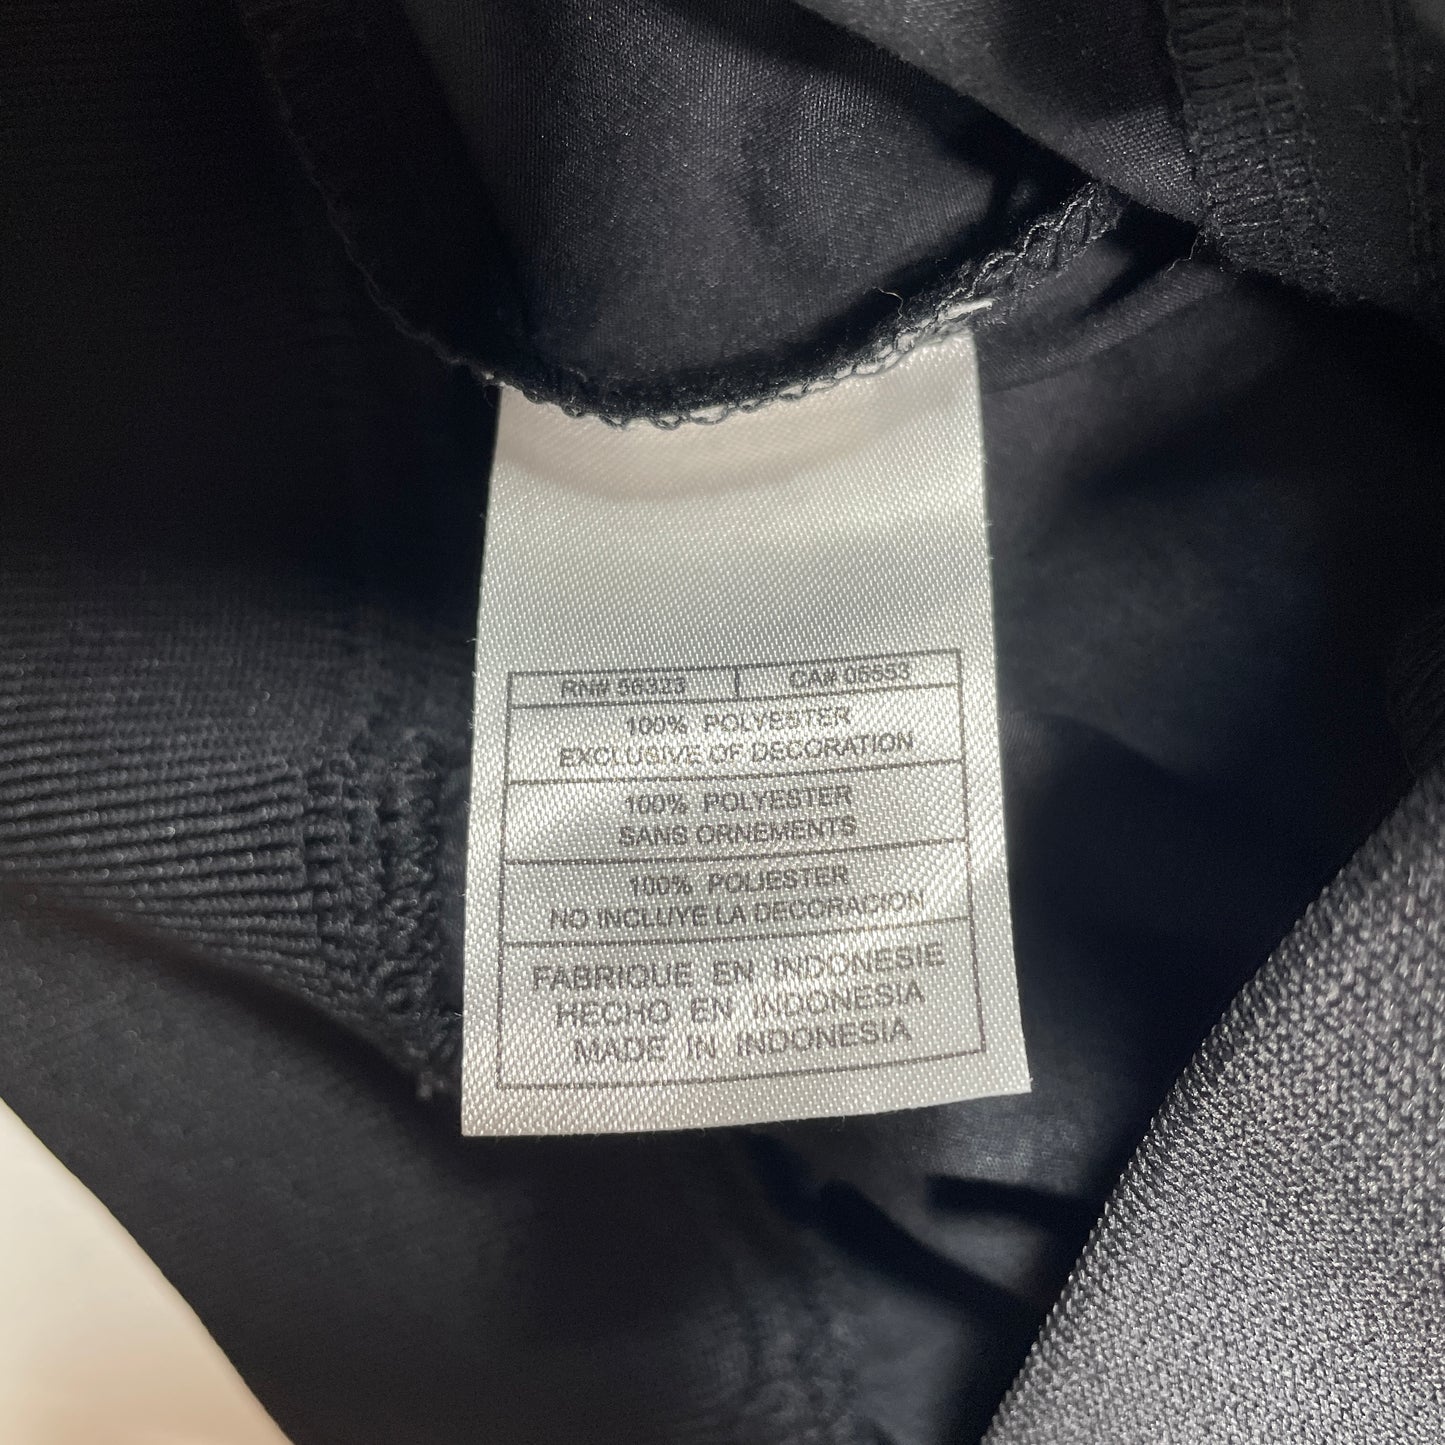 RN# 56323 CA# 05553
100% POLYESTER
EXCLUSIVE OF DECORATION
100% POLYESTER
SANS ORNEMENTS
100% POLIESTER
NO INCLUYE LA DECORACION
FABRIQUE EN INDONESIE
HECHO EN INDONESIA
MADE IN INDONESIA